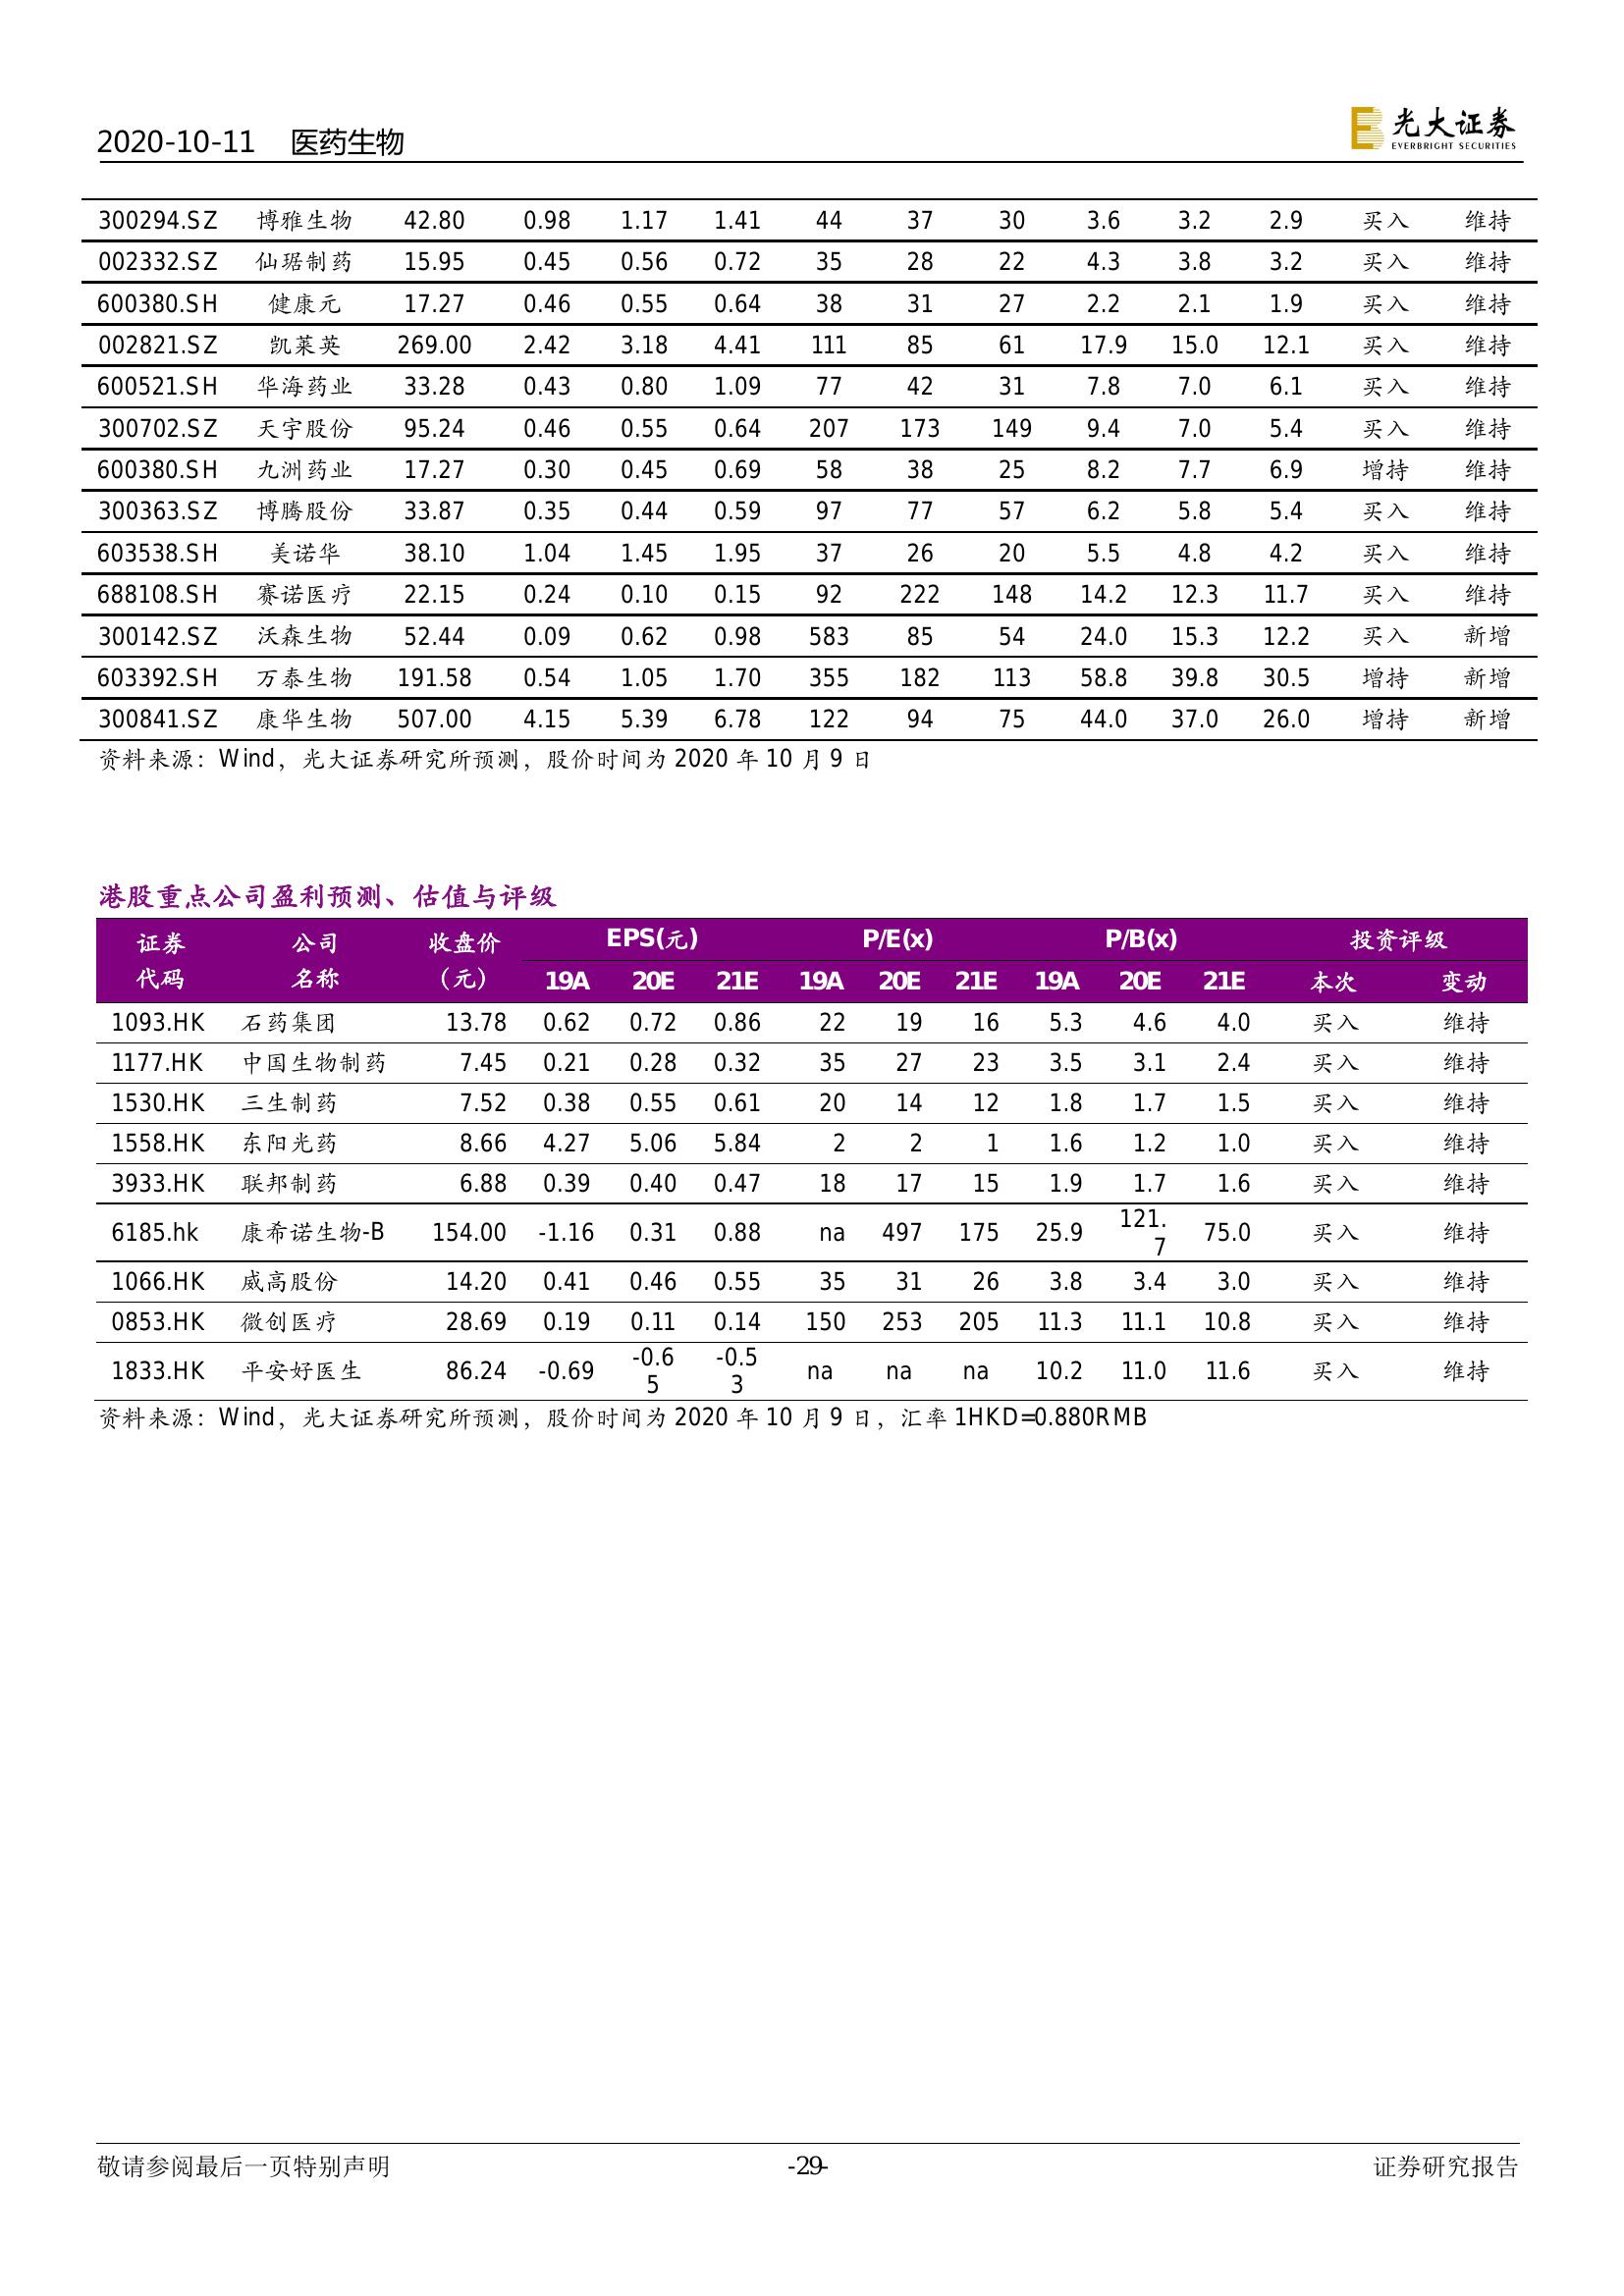 2020-10-11 医药生物
光大证券
EVERBRIGHT SECURITIES
300294.SZ 博雅生物 42.80 0.98 1.17 1.41 44 37 30 3.6 3.2 2.9 买入 维持
002332.SZ 仙琚制药 15.95 0.45 0.56 0.72 35 28 22 4.3 3.8 3.2 买入 维持
600380.SH 健康元 17.27 0.46 0.55 0.64 38 31 27 2.2 2.1 1.9 买入 维持
002821.SZ 凯莱英 269.00 2.42 3.18 4.41 111 85 61 17.9 15.0 12.1 买入 维持
600521.SH 华海药业 33.28 0.43 0.80 1.09 77 42 31 7.8 7.0 6.1 买入 维持
300702.SZ 天宇股份 95.24 0.46 0.55 0.64 207 173 149 9.4 7.0 5.4 买入 维持
600380.SH 九洲药业 17.27 0.30 0.45 0.69 58 38 25 8.2 7.7 6.9 增持 维持
300363.SZ 博腾股份 33.87 0.35 0.44 0.59 97 77 57 6.2 5.8 5.4 买入 维持
603538.SH 美诺华 38.10 1.04 1.45 1.95 37 26 20 5.5 4.8 4.2 买入 维持
688108.SH 赛诺医疗 22.15 0.24 0.10 0.15 92 222 148 14.2 12.3 11.7 买入 维持
300142.SZ 沃森生物 52.44 0.09 0.62 0.98 583 85 54 24.0 15.3 12.2 买入 新增
603392.SH 万泰生物 191.58 0.54 1.05 1.70 355 182 113 58.8 39.8 30.5 增持 新增
300841.SZ 康华生物 507.00 4.15 5.39 6.78 122 94 75 44.0 37.0 26.0 增持 新增
资料来源：Wind，光大证券研究所预测，股价时间为 2020 年 10 月 9 日
港股重点公司盈利预测、估值与评级
证券 公司 收盘价 EPS(元) P/E(x) P/B(x) 投资评级
代码 名称 （元） 19A 20E 21E 19A 20E 21E 19A 20E 21E 本次 变动
1093.HK 石药集团 13.78 0.62 0.72 0.86 22 19 16 5.3 4.6 4.0 买入 维持
1177.HK 中国生物制药 7.45 0.21 0.28 0.32 35 27 23 3.5 3.1 2.4 买入 维持
1530.HK 三生制药 7.52 0.38 0.55 0.61 20 14 12 1.8 1.7 1.5 买入 维持
1558.HK 东阳光药 8.66 4.27 5.06 5.84 2 2 1 1.6 1.2 1.0 买入 维持
3933.HK 联邦制药 6.88 0.39 0.40 0.47 18 17 15 1.9 1.7 1.6 买入 维持
6185.hk 康希诺生物-B 154.00 -1.16 0.31 0.88 na 497 175 25.9 121.7 75.0 买入 维持
1066.HK 威高股份 14.20 0.41 0.46 0.55 35 31 26 3.8 3.4 3.0 买入 维持
0853.HK 微创医疗 28.69 0.19 0.11 0.14 150 253 205 11.3 11.1 10.8 买入 维持
1833.HK 平安好医生 86.24 -0.69 -0.65 -0.53 na na na 10.2 11.0 11.6 买入 维持
资料来源：Wind，光大证券研究所预测，股价时间为 2020 年 10 月 9 日，汇率 1HKD=0.880RMB
敬请参阅最后一页特别声明 -29- 证券研究报告